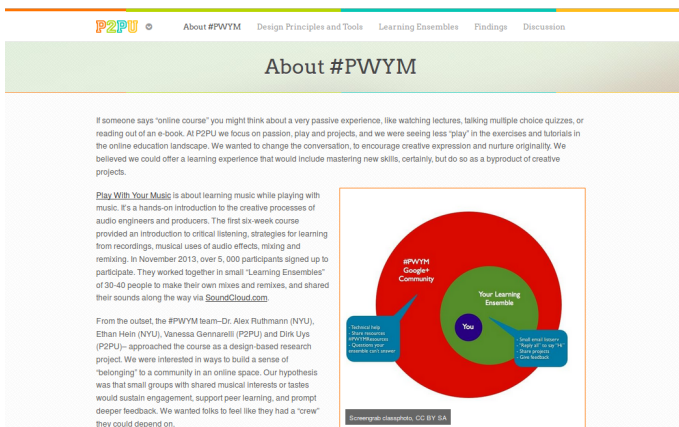 P2PU About #PWYM Design Principles and Tools Learning Ensembles Findings Discussion
About #PWYM
If someone says "online course" you might think about a very passive experience, like watching lectures, talking multiple choice quizzes, or
reading out of an e-book. At P2PU we focus on passion, play and projects, and we were seeing less "play" in the exercises and tutorials in
the online education landscape. We wanted to change the conversation, to encourage creative expression and nurture originality. We
believed we could offer a learning experience that would include mastering new skills, certainly, but do so as a byproduct of creative
projects.
Play With Your Music is about learning music while playing with
music. It's a hands-on introduction to the creative processes of
audio engineers and producers. The first six-week course
provided an introduction to critical listening, strategies for learning
from recordings, musical uses of audio effects, mixing and
remixing. In November 2013, over 5, 000 participants signed up to
participate. They worked together in small "Learning Ensembles"
of 30-40 people to make their own mixes and remixes, and shared
their sounds along the way via SoundCloud.com.
From the outset, the #PWYM team–Dr. Alex Ruthmann (NYU),
Ethan Hein (NYU), Vanessa Gennarelli (P2PU) and Dirk Uys
(P2PU)– approached the course as a design-based research
project. We were interested in ways to build a sense of
"belonging" to a community in an online space. Our hypothesis
was that small groups with shared musical interests or tastes
would sustain engagement, support peer learning, and prompt
deeper feedback. We wanted folks to feel like they had a "crew"
they could depend on.
#PWYM
Google+
Community
Your Learning
Ensemble
You
- Technical help
- Share resources
#PWYMResources
- Questions your
ensemble can't answer
- Small email listserv
- "Reply all" to say "Hi"
- Share projects
- Give feedback
Screengrab classphoto, CC BY SA